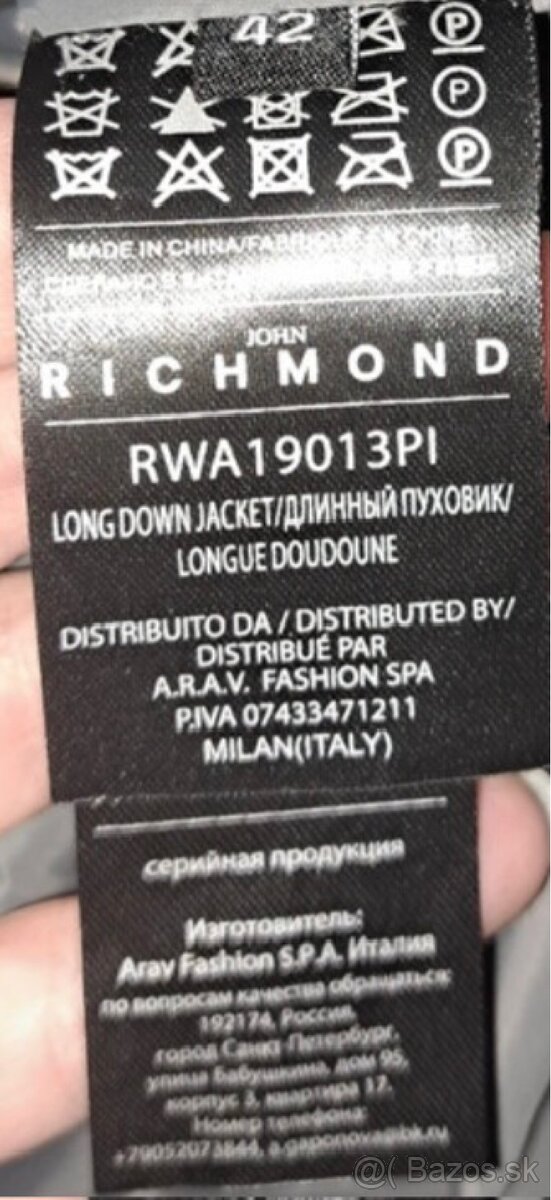 42
P
P
P
MADE IN CHINA/FABRIQUÉ EN CHINE
JOHN
RICHMOND
RWA19013PI
LONG DOWN JACKET/ДЛИННЫЙ ПУХОВИК/
LONGUE DOUDOUNE
DISTRIBUITO DA / DISTRIBUTED BY/
DISTRIBUÉ PAR
A.R.A.V. FASHION SPA
P.IVA 07433471211
MILAN(ITALY)
серийная продукция
Изготовитель:
Arav Fashion S.P.A. Италия
по вопросам качества обращаться:
192174, Россия,
город Санкт-Петербург,
улица Бабушкина, дом 95,
корпус 3, квартира 17.
Номер телефона:
+79052073844,
@( Bazos.sk